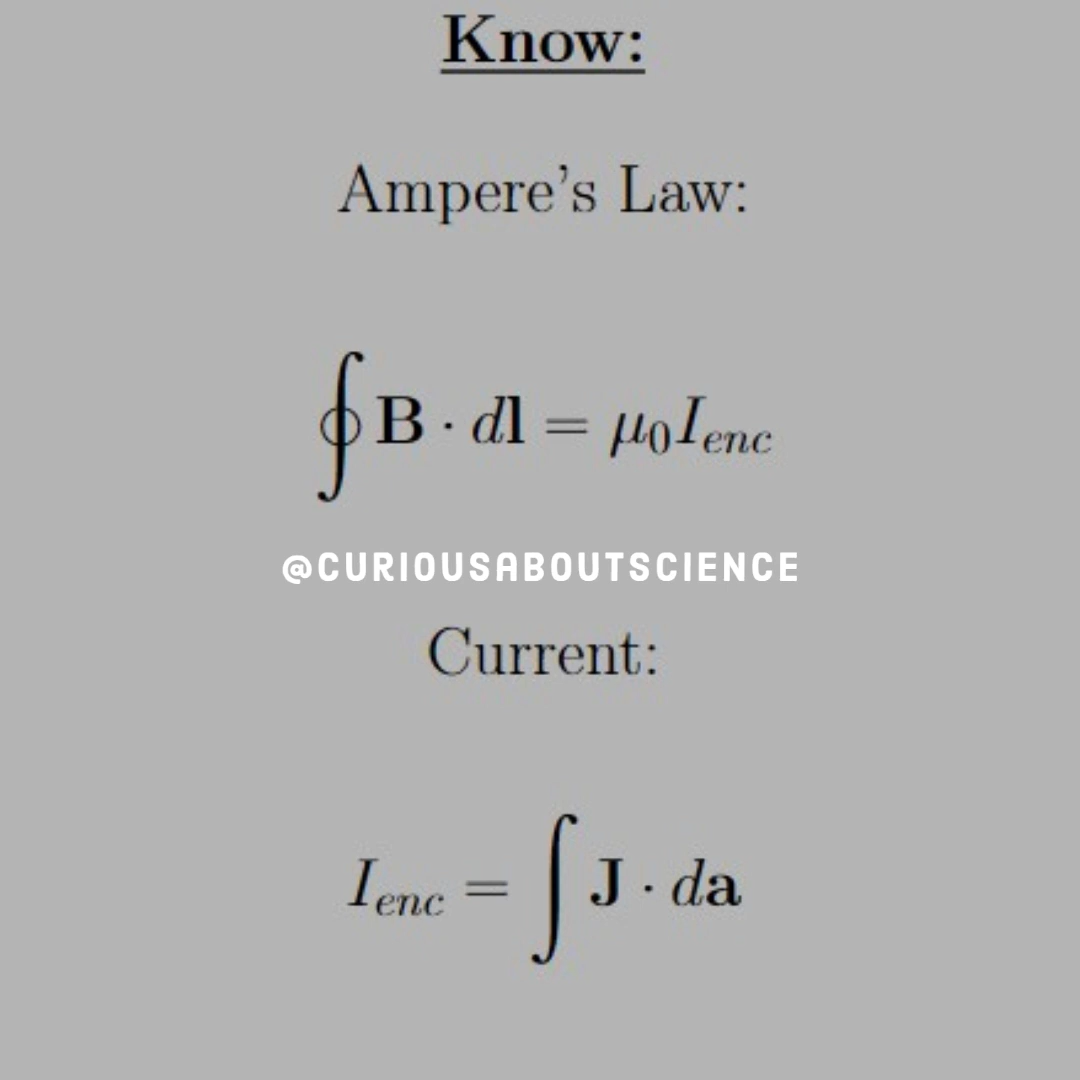 Know:
Ampere's Law:
∮ B · dl = μ₀I_enc
@CURIOUSABOUTSCIENCE
Current:
I_enc = ∫ J · da